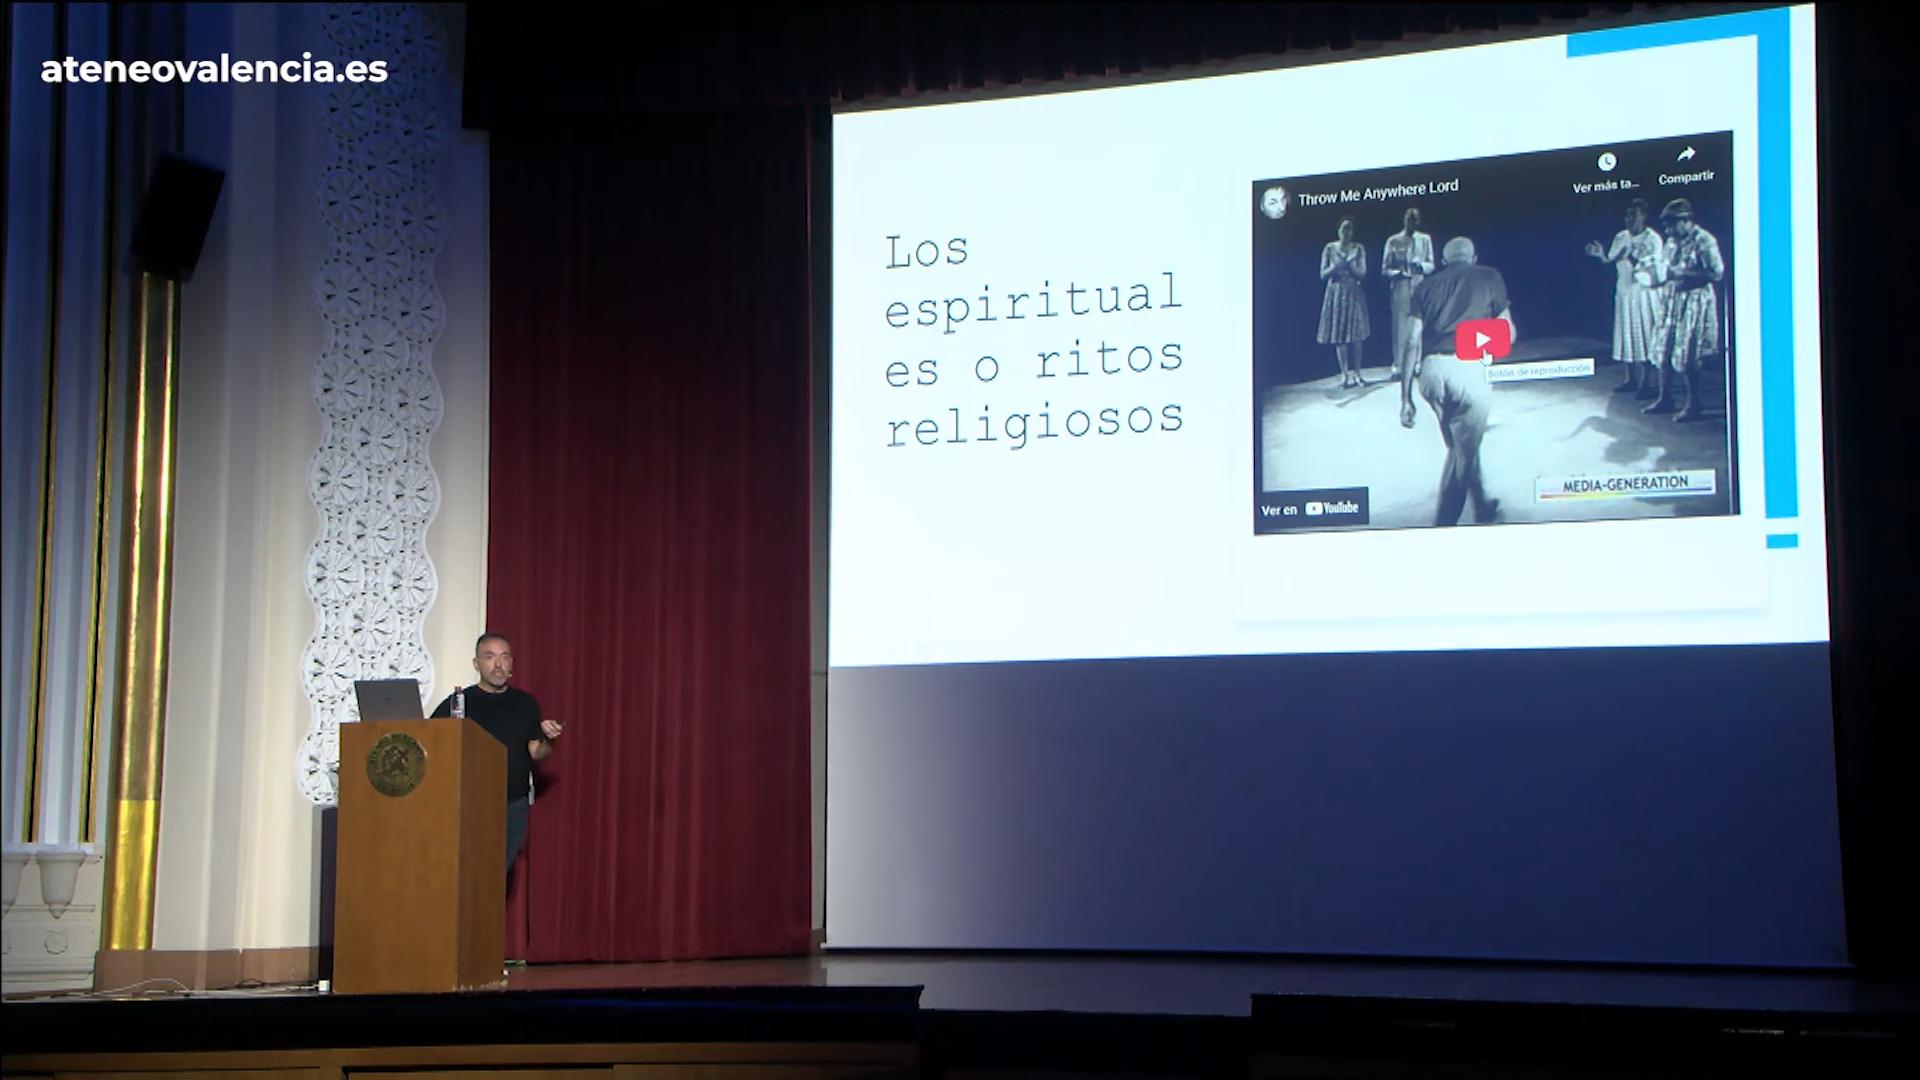 ateneovalencia.es
Los
espiritual
es o ritos
religiosos
Throw Me Anywhere Lord
Ver más ta...
Compartir
Botón de reproducción
MEDIA-GENERATION
Ver en YouTube